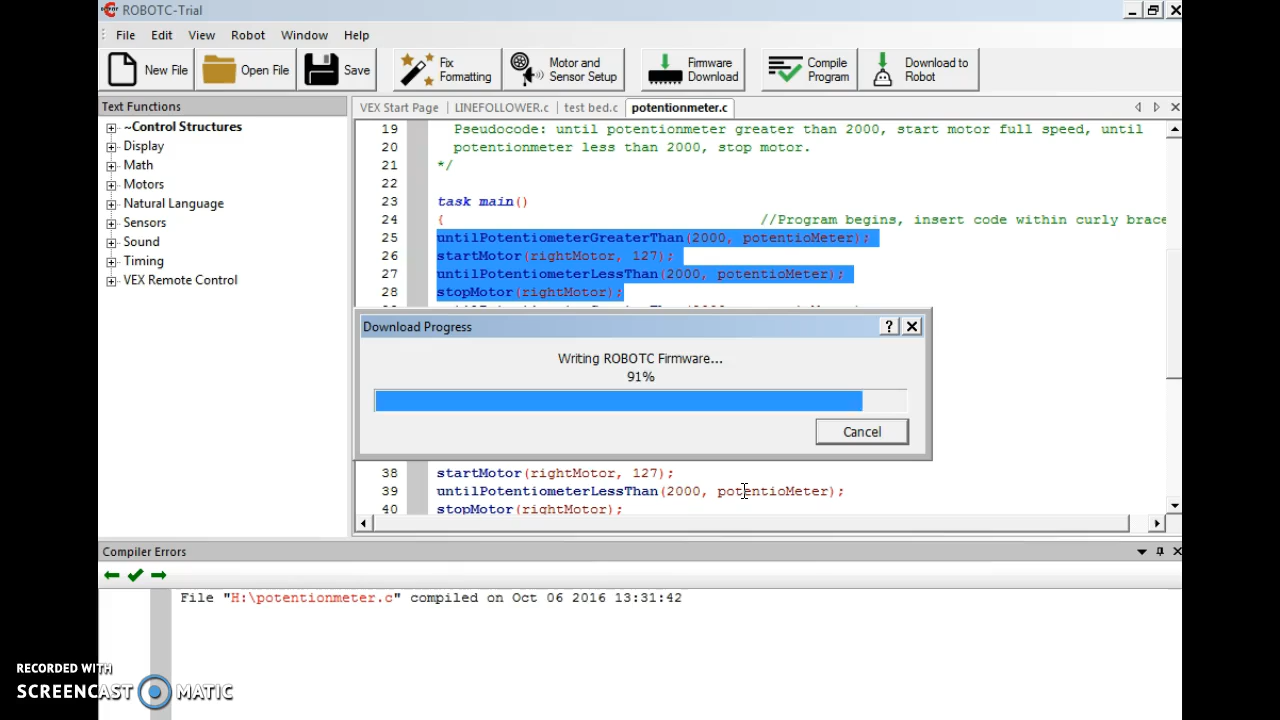 ROBOTC-Trial
File Edit View Robot Window Help
New File Open File Save Fix Formatting Motor and Sensor Setup Firmware Download Compile Program Download to Robot
Text Functions
VEX Start Page LINEFOLLOWER.c test bed.c potentionmeter.c
~Control Structures
Display
Math
Motors
Natural Language
Sensors
Sound
Timing
VEX Remote Control
19 Pseudocode: until potentionmeter greater than 2000, start motor full speed, until
20 potentionmeter less than 2000, stop motor.
21 */
22
23 task main()
24 { //Program begins, insert code within curly brace
25 untilPotentiometerGreaterThan(2000, potentioMeter);
26 startMotor(rightMotor, 127);
27 untilPotentiometerLessThan(2000, potentioMeter);
28 stopMotor(rightMotor);
Download Progress
Writing ROBOTC Firmware...
91%
Cancel
38 startMotor(rightMotor, 127);
39 untilPotentiometerLessThan(2000, potentioMeter);
40 stopMotor(rightMotor);
Compiler Errors
File "H:\potentionmeter.c" compiled on Oct 06 2016 13:31:42
RECORDED WITH
SCREENCAST MATIC